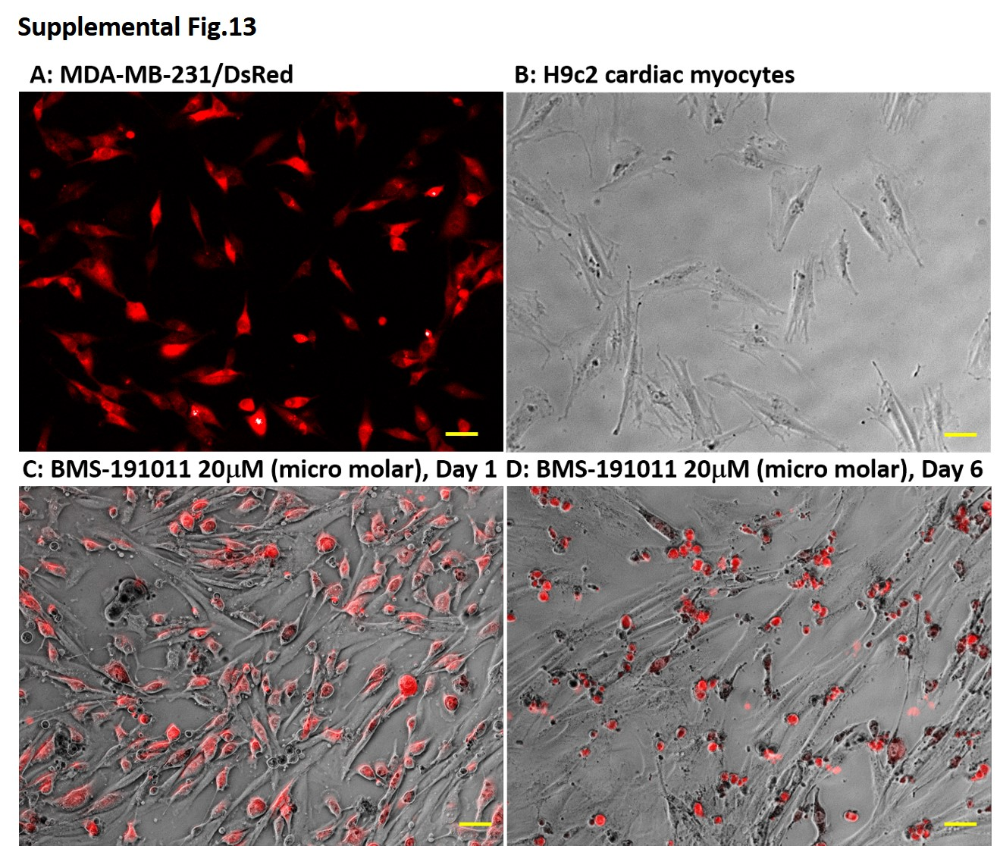 Supplemental Fig.13
A: MDA-MB-231/DsRed
B: H9c2 cardiac myocytes
C: BMS-191011 20μM (micro molar), Day 1
D: BMS-191011 20μM (micro molar), Day 6